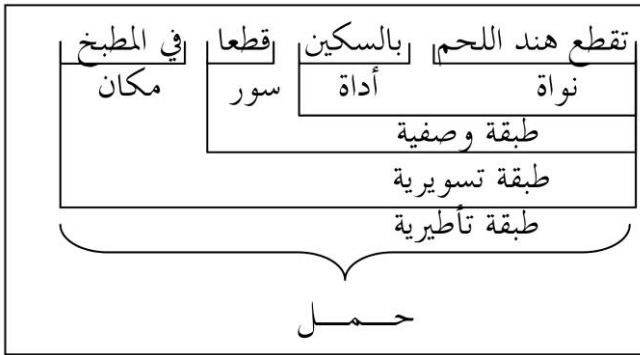 تقطع هند اللحم بالسكين قطعا في المطبخ
نواة أداة سور مكان
طبقة وصفية
طبقة تسويرية
طبقة تأطيرية
حمل